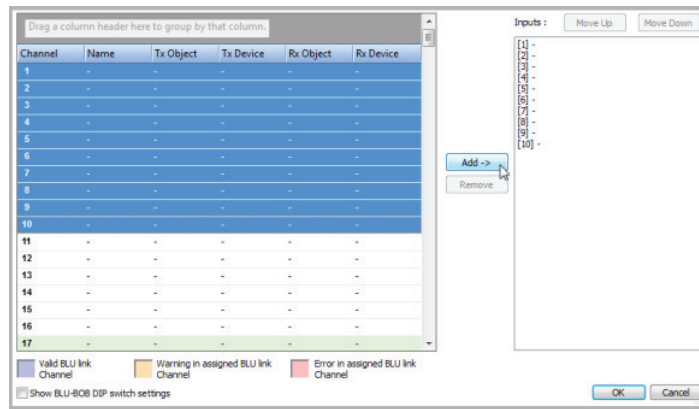 Drag a column header here to group by that column.
Inputs : Move Up Move Down
Channel Name Tx Object Tx Device Rx Object Rx Device
1 - - - - -
2 - - - - -
3 - - - - -
4 - - - - -
5 - - - - -
6 - - - - -
7 - - - - -
8 - - - - -
9 - - - - -
10 - - - - -
11 - - - - -
12 - - - - -
13 - - - - -
14 - - - - -
15 - - - - -
16 - - - - -
17 - - - - -
Add ->
Remove
[1] -
[2] -
[3] -
[4] -
[5] -
[6] -
[7] -
[8] -
[9] -
[10] -
Valid BLU link
Channel
Warning in assigned BLU link
Channel
Error in assigned BLU link
Channel
Show BLU-BOB DIP switch settings
OK Cancel